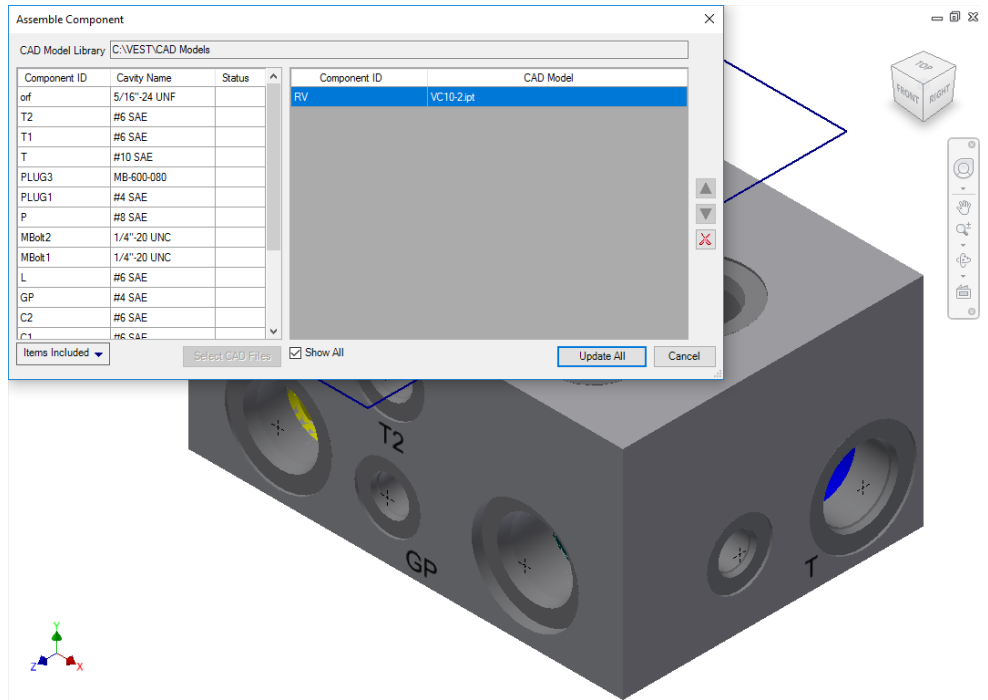 Assemble Component
CAD Model Library C:\VEST\CAD Models
Component ID Cavity Name Status
orf 5/16"-24 UNF
T2 #6 SAE
T1 #6 SAE
T #10 SAE
PLUG3 MB-600-080
PLUG1 #4 SAE
P #8 SAE
MBolt2 1/4"-20 UNC
MBolt1 1/4"-20 UNC
L #6 SAE
GP #4 SAE
C2 #6 SAE
C1 #6 SAE
Component ID CAD Model
RV VC10-2.ipt
Items Included
Select CAD Files
Show All
Update All
Cancel
TOP
FRONT
RIGHT
T2
GP
T
Y
Z
X